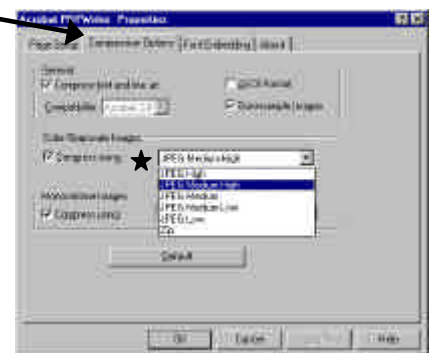 Acrobat PDFWriter Properties
Page Setup Compression Options Font Embedding About
General
Compress text and line art
ASCII Format
Compatibility:
Downsample Images
Color/Grayscale Images
Compress using: JPEG Medium High
JPEG High
JPEG Medium High
JPEG Medium
JPEG Medium Low
JPEG Low
Zip
Monochrome Images
Compress using:
Default
OK Cancel Help